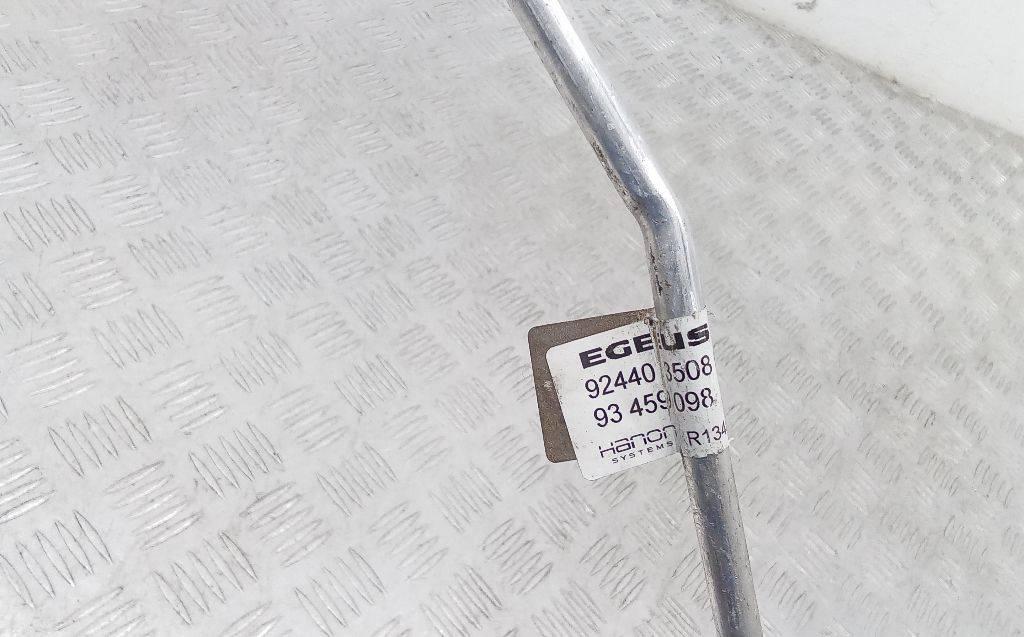 EGEUS
92440 3508
93 459 098
Hanon R134
SYSTEMS